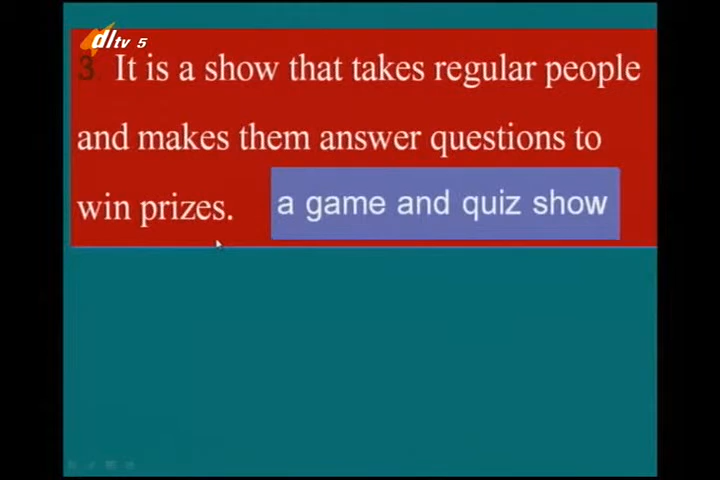 dltv 5
3. It is a show that takes regular people
and makes them answer questions to
win prizes. a game and quiz show